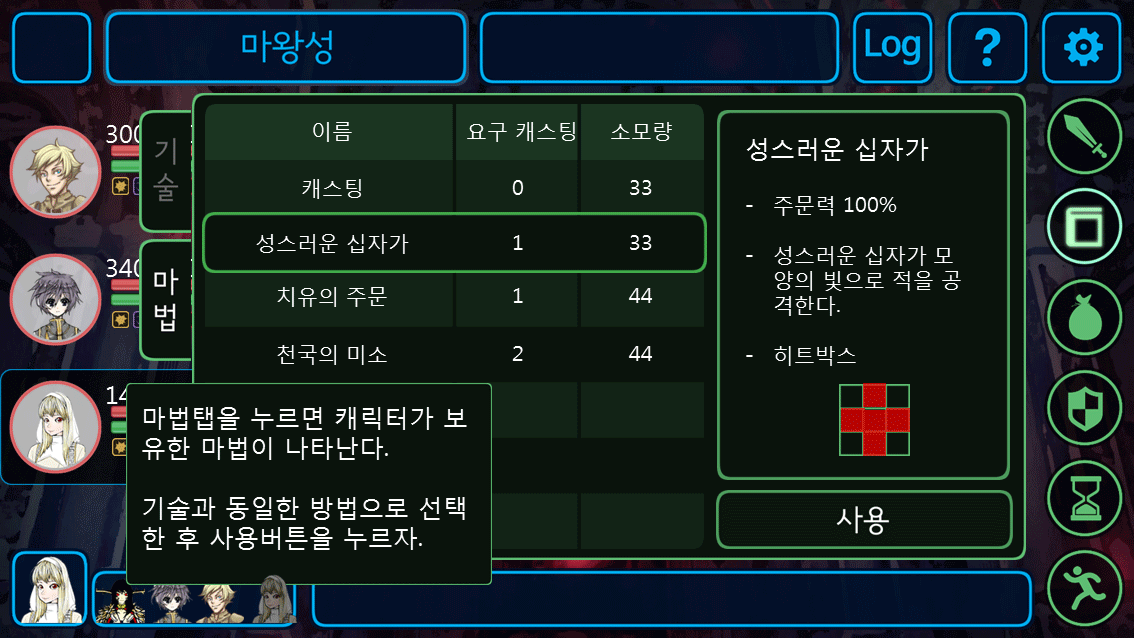 마왕성
Log
?
300
기술
340
마법
14
이름 요구 캐스팅 소모량
캐스팅 0 33
성스러운 십자가 1 33
치유의 주문 1 44
천국의 미소 2 44
성스러운 십자가
- 주문력 100%
- 성스러운 십자가 모
양의 빛으로 적을 공
격한다.
- 히트박스
사용
마법탭을 누르면 캐릭터가 보
유한 마법이 나타난다.
기술과 동일한 방법으로 선택
한 후 사용버튼을 누르자.